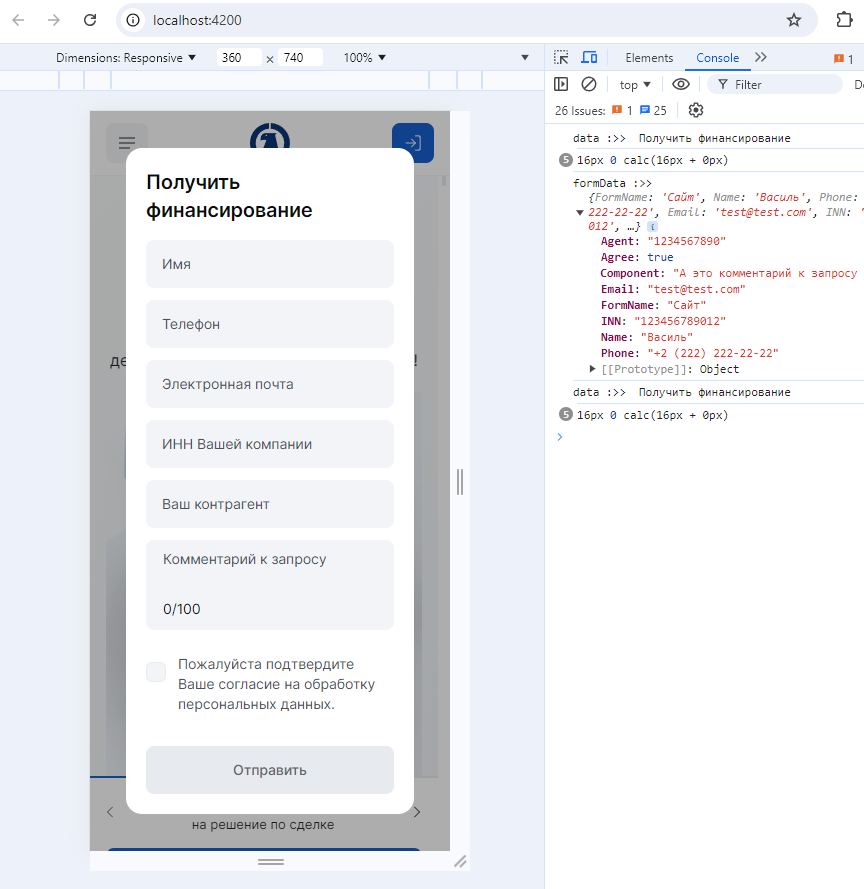 localhost:4200
Dimensions: Responsive ▼ 360 × 740 100% ▼ ▼
Elements Console 1
top ▼ Filter
26 Issues: 1 25
Получить
финансирование
Имя
Телефон
Электронная почта
ИНН Вашей компании
Ваш контрагент
Комментарий к запросу
0/100
Пожалуйста подтвердите
Ваше согласие на обработку
персональных данных.
Отправить
де
!
на решение по сделке
data :>> Получить финансирование
5 16px 0 calc(16px + 0px)
formData :>>
{FormName: 'Сайт', Name: 'Василь', Phone:
222-22-22', Email: 'test@test.com', INN: '
012', …} i
Agent: "1234567890"
Agree: true
Component: "А это комментарий к запросу
Email: "test@test.com"
FormName: "Сайт"
INN: "123456789012"
Name: "Василь"
Phone: "+2 (222) 222-22-22"
[[Prototype]]: Object
data :>> Получить финансирование
5 16px 0 calc(16px + 0px)